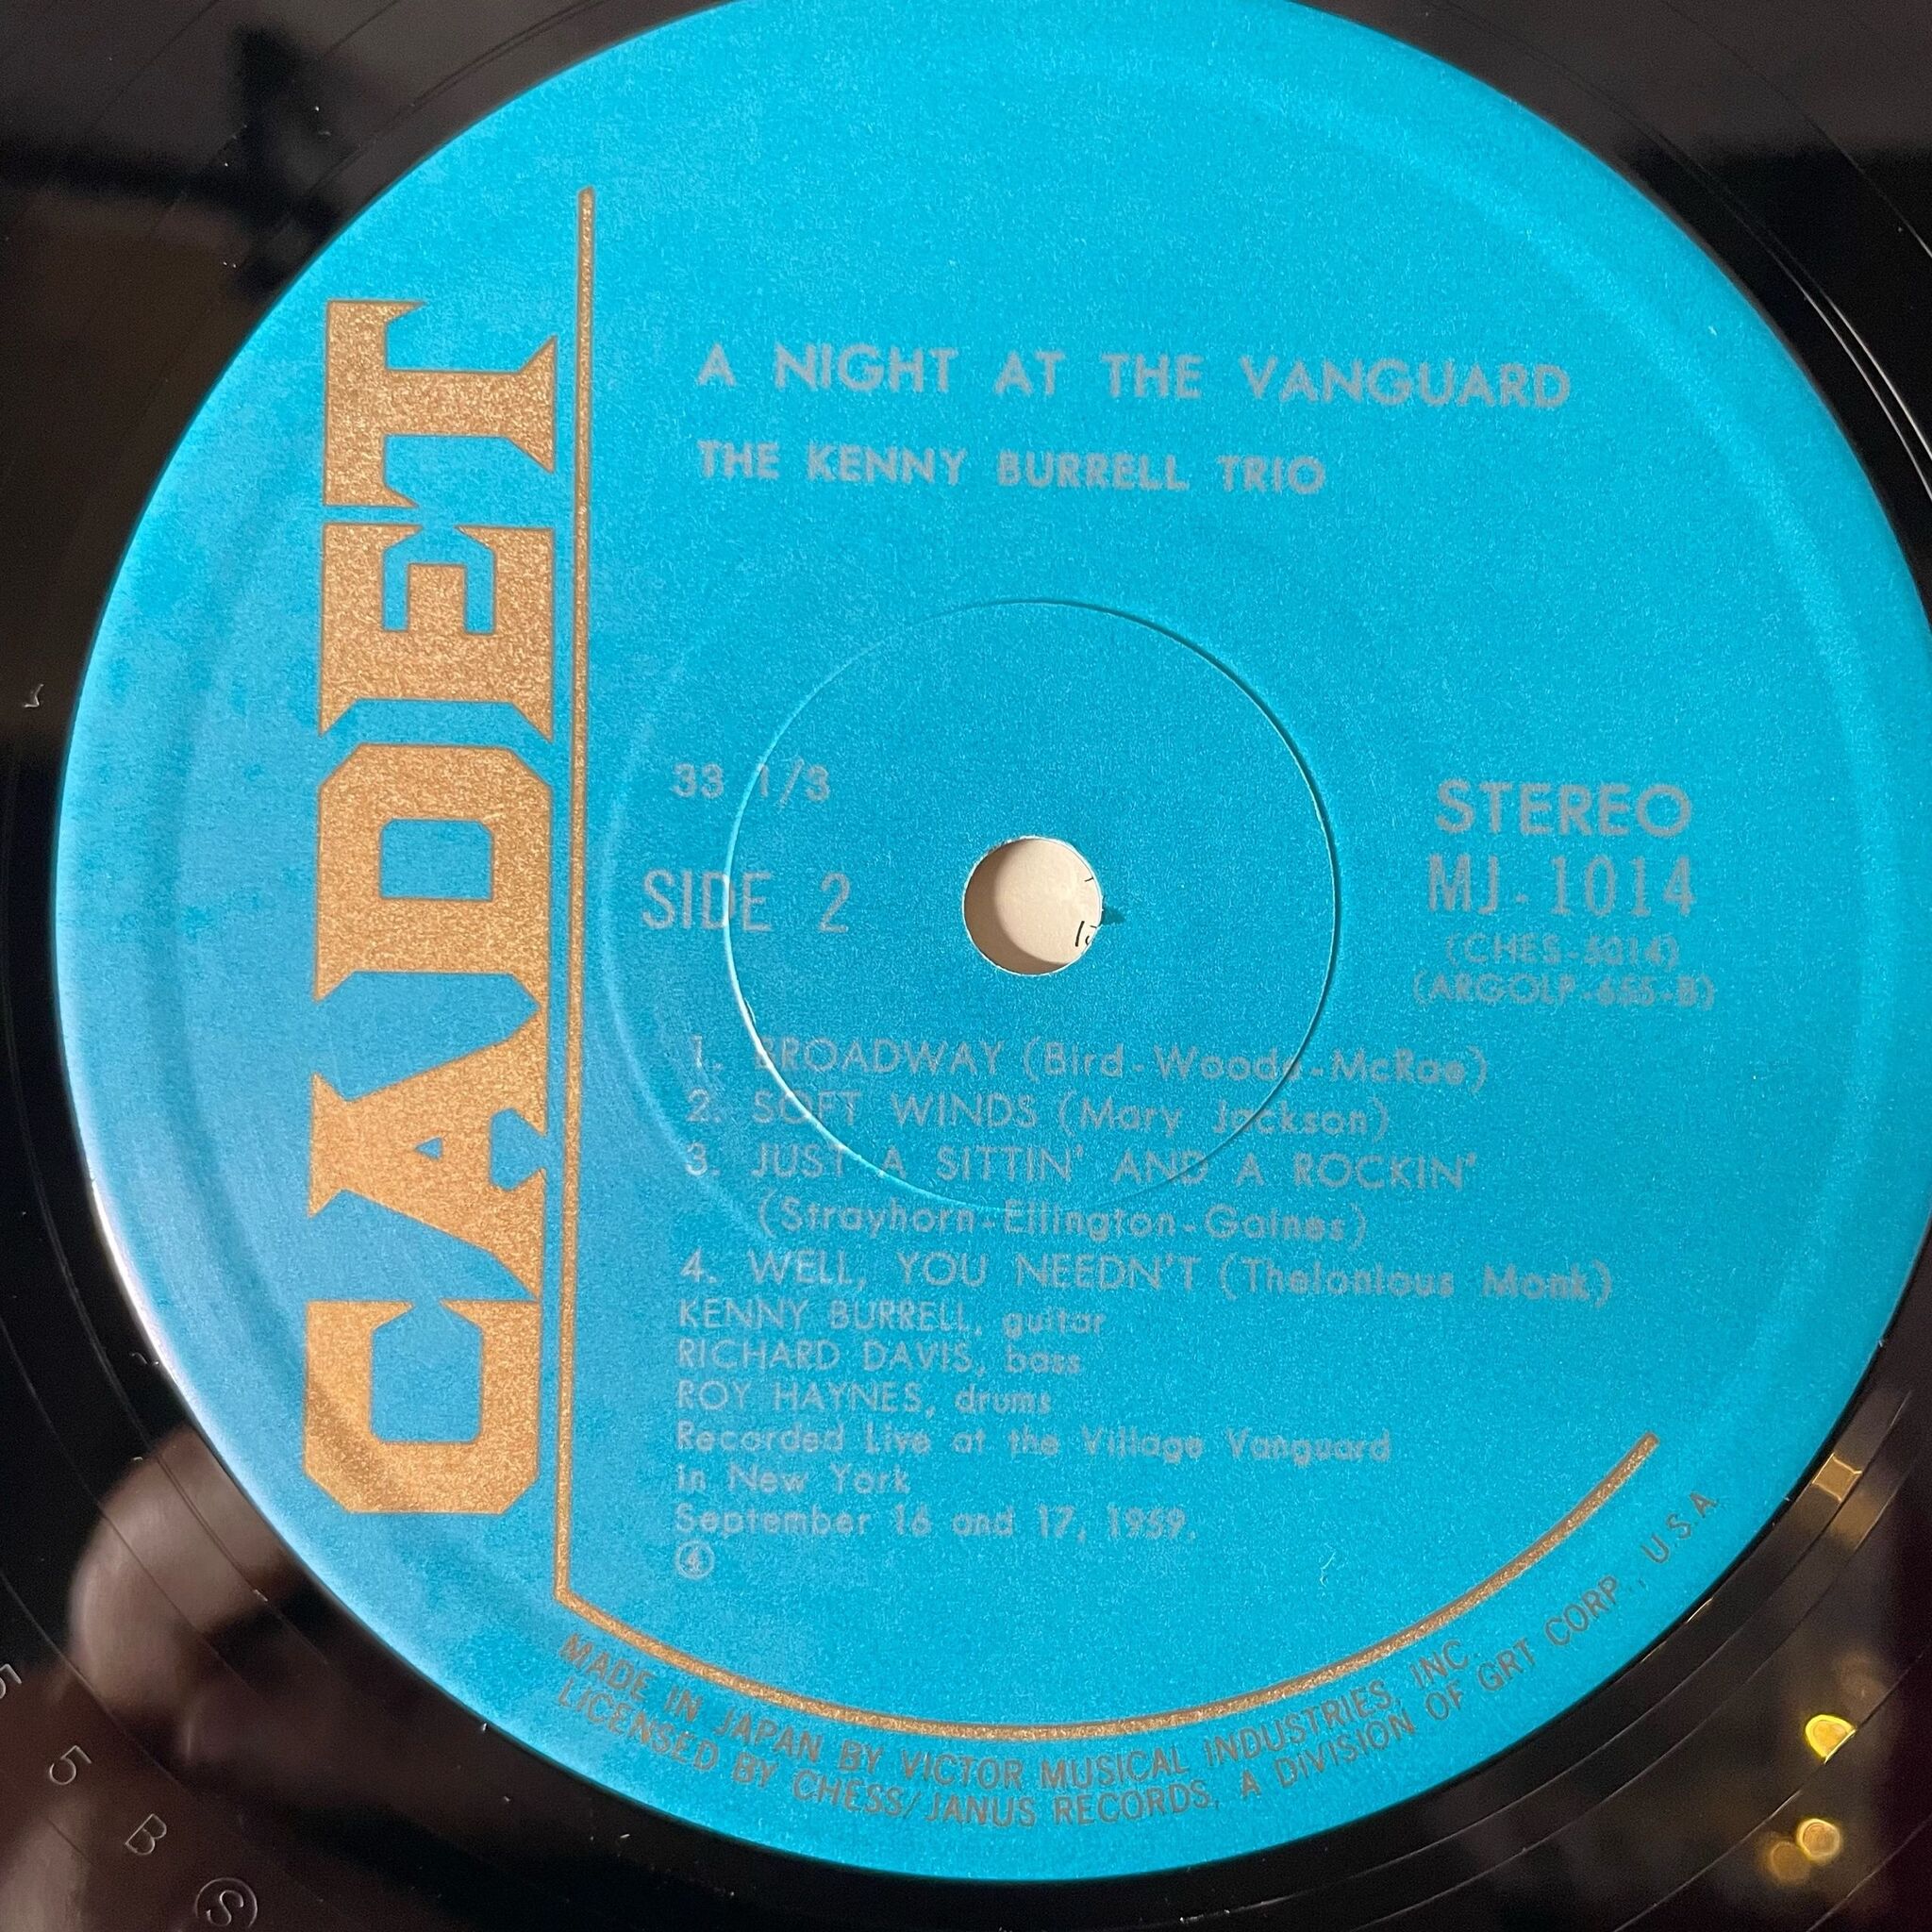 CADET
A NIGHT AT THE VANGUARD
THE KENNY BURRELL TRIO
33 1/3
SIDE 2
STEREO
MJ-1014
(CHES-5014)
(ARGOLP-655-B)
1. BROADWAY (Bird-Woods-McRae)
2. SOFT WINDS (Mary Jackson)
3. JUST A SITTIN' AND A ROCKIN'
(Strayhorn-Ellington-Gaines)
4. WELL, YOU NEEDN'T (Thelonious Monk)
KENNY BURRELL, guitar
RICHARD DAVIS, bass
ROY HAYNES, drums
Recorded Live at the Village Vanguard
in New York
September 16 and 17, 1959.
④
MADE IN JAPAN BY VICTOR MUSICAL INDUSTRIES, INC.
LICENSED BY CHESS/JANUS RECORDS, A DIVISION OF GRT CORP., U.S.A.
5 5 B Ⓢ